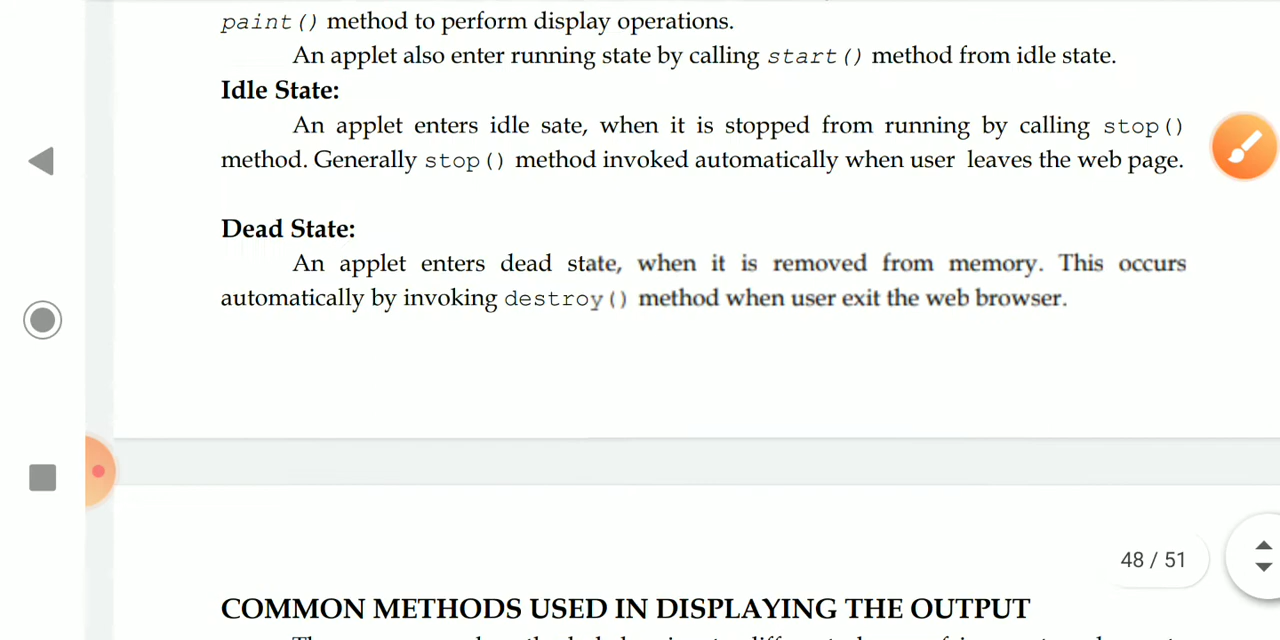 paint() method to perform display operations.
An applet also enter running state by calling start() method from idle state.
Idle State:
An applet enters idle sate, when it is stopped from running by calling stop()
method. Generally stop() method invoked automatically when user leaves the web page.
Dead State:
An applet enters dead state, when it is removed from memory. This occurs
automatically by invoking destroy() method when user exit the web browser.
48 / 51
COMMON METHODS USED IN DISPLAYING THE OUTPUT